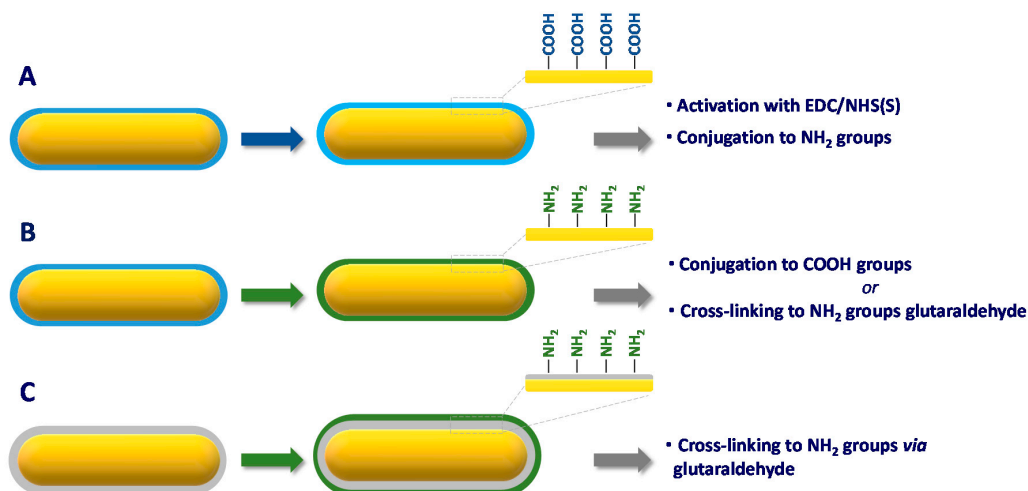 COOH COOH COOH COOH
A
• Activation with EDC/NHS(S)
• Conjugation to NH₂ groups
NH₂ NH₂ NH₂ NH₂
B
• Conjugation to COOH groups
or
• Cross-linking to NH₂ groups glutaraldehyde
NH₂ NH₂ NH₂ NH₂
C
• Cross-linking to NH₂ groups via
glutaraldehyde